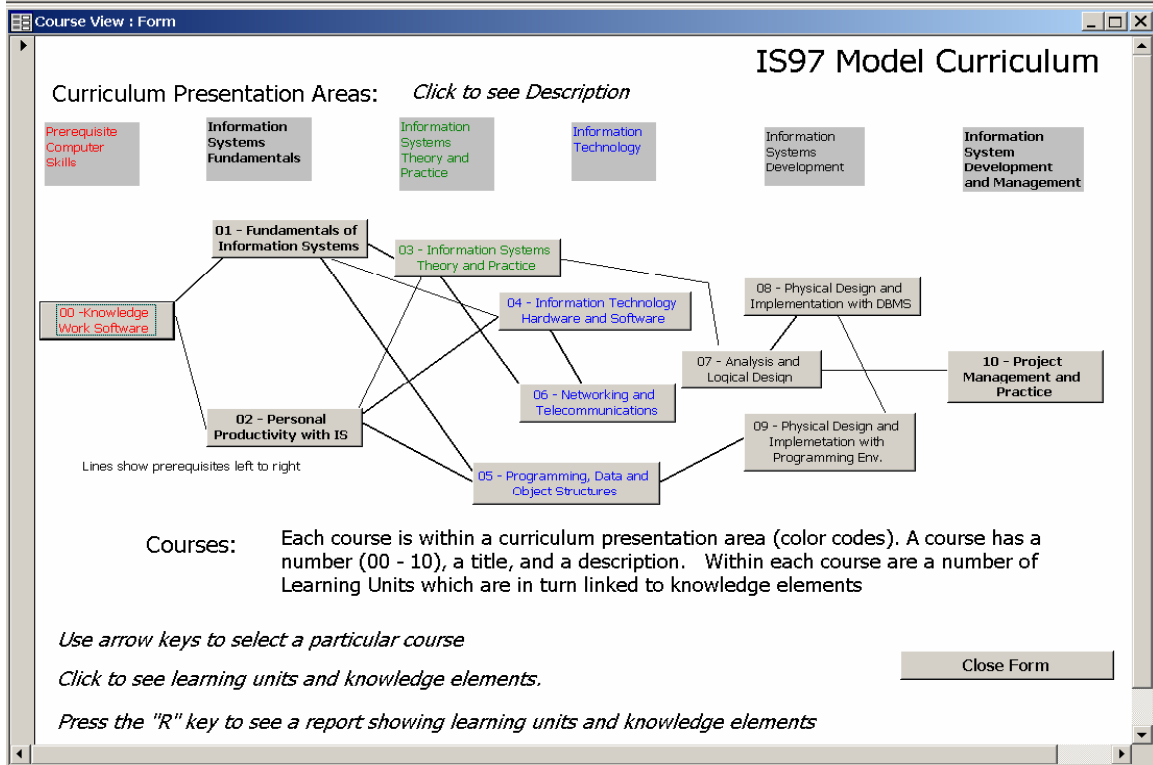 Course View : Form
IS97 Model Curriculum
Curriculum Presentation Areas:
Click to see Description
Prerequisite
Computer
Skills
Information
Systems
Fundamentals
Information
Systems
Theory and
Practice
Information
Technology
Information
Systems
Development
Information
System
Development
and Management
01 - Fundamentals of
Information Systems
03 - Information Systems
Theory and Practice
00 -Knowledge
Work Software
04 - Information Technology
Hardware and Software
08 - Physical Design and
Implementation with DBMS
07 - Analysis and
Logical Design
10 - Project
Management and
Practice
06 - Networking and
Telecommunications
02 - Personal
Productivity with IS
09 - Physical Design and
Implemetation with
Programming Env.
Lines show prerequisites left to right
05 - Programming, Data and
Object Structures
Courses:
Each course is within a curriculum presentation area (color codes). A course has a
number (00 - 10), a title, and a description. Within each course are a number of
Learning Units which are in turn linked to knowledge elements
Use arrow keys to select a particular course
Click to see learning units and knowledge elements.
Close Form
Press the "R" key to see a report showing learning units and knowledge elements